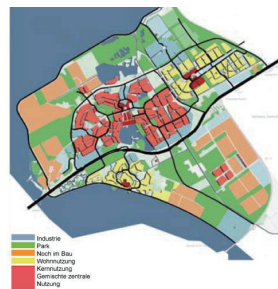 Industrie
Park
Noch im Bau
Wohnnutzung
Kernnutzung
Gemischte zentrale
Nutzung